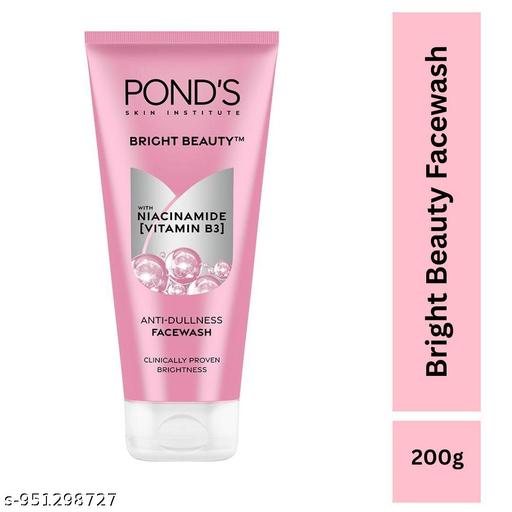 POND'S
SKIN INSTITUTE
BRIGHT BEAUTY™
WITH
NIACINAMIDE
[VITAMIN B3]
ANTI-DULLNESS
FACEWASH
CLINICALLY PROVEN
BRIGHTNESS
Bright Beauty Facewash
200g
s-951298727